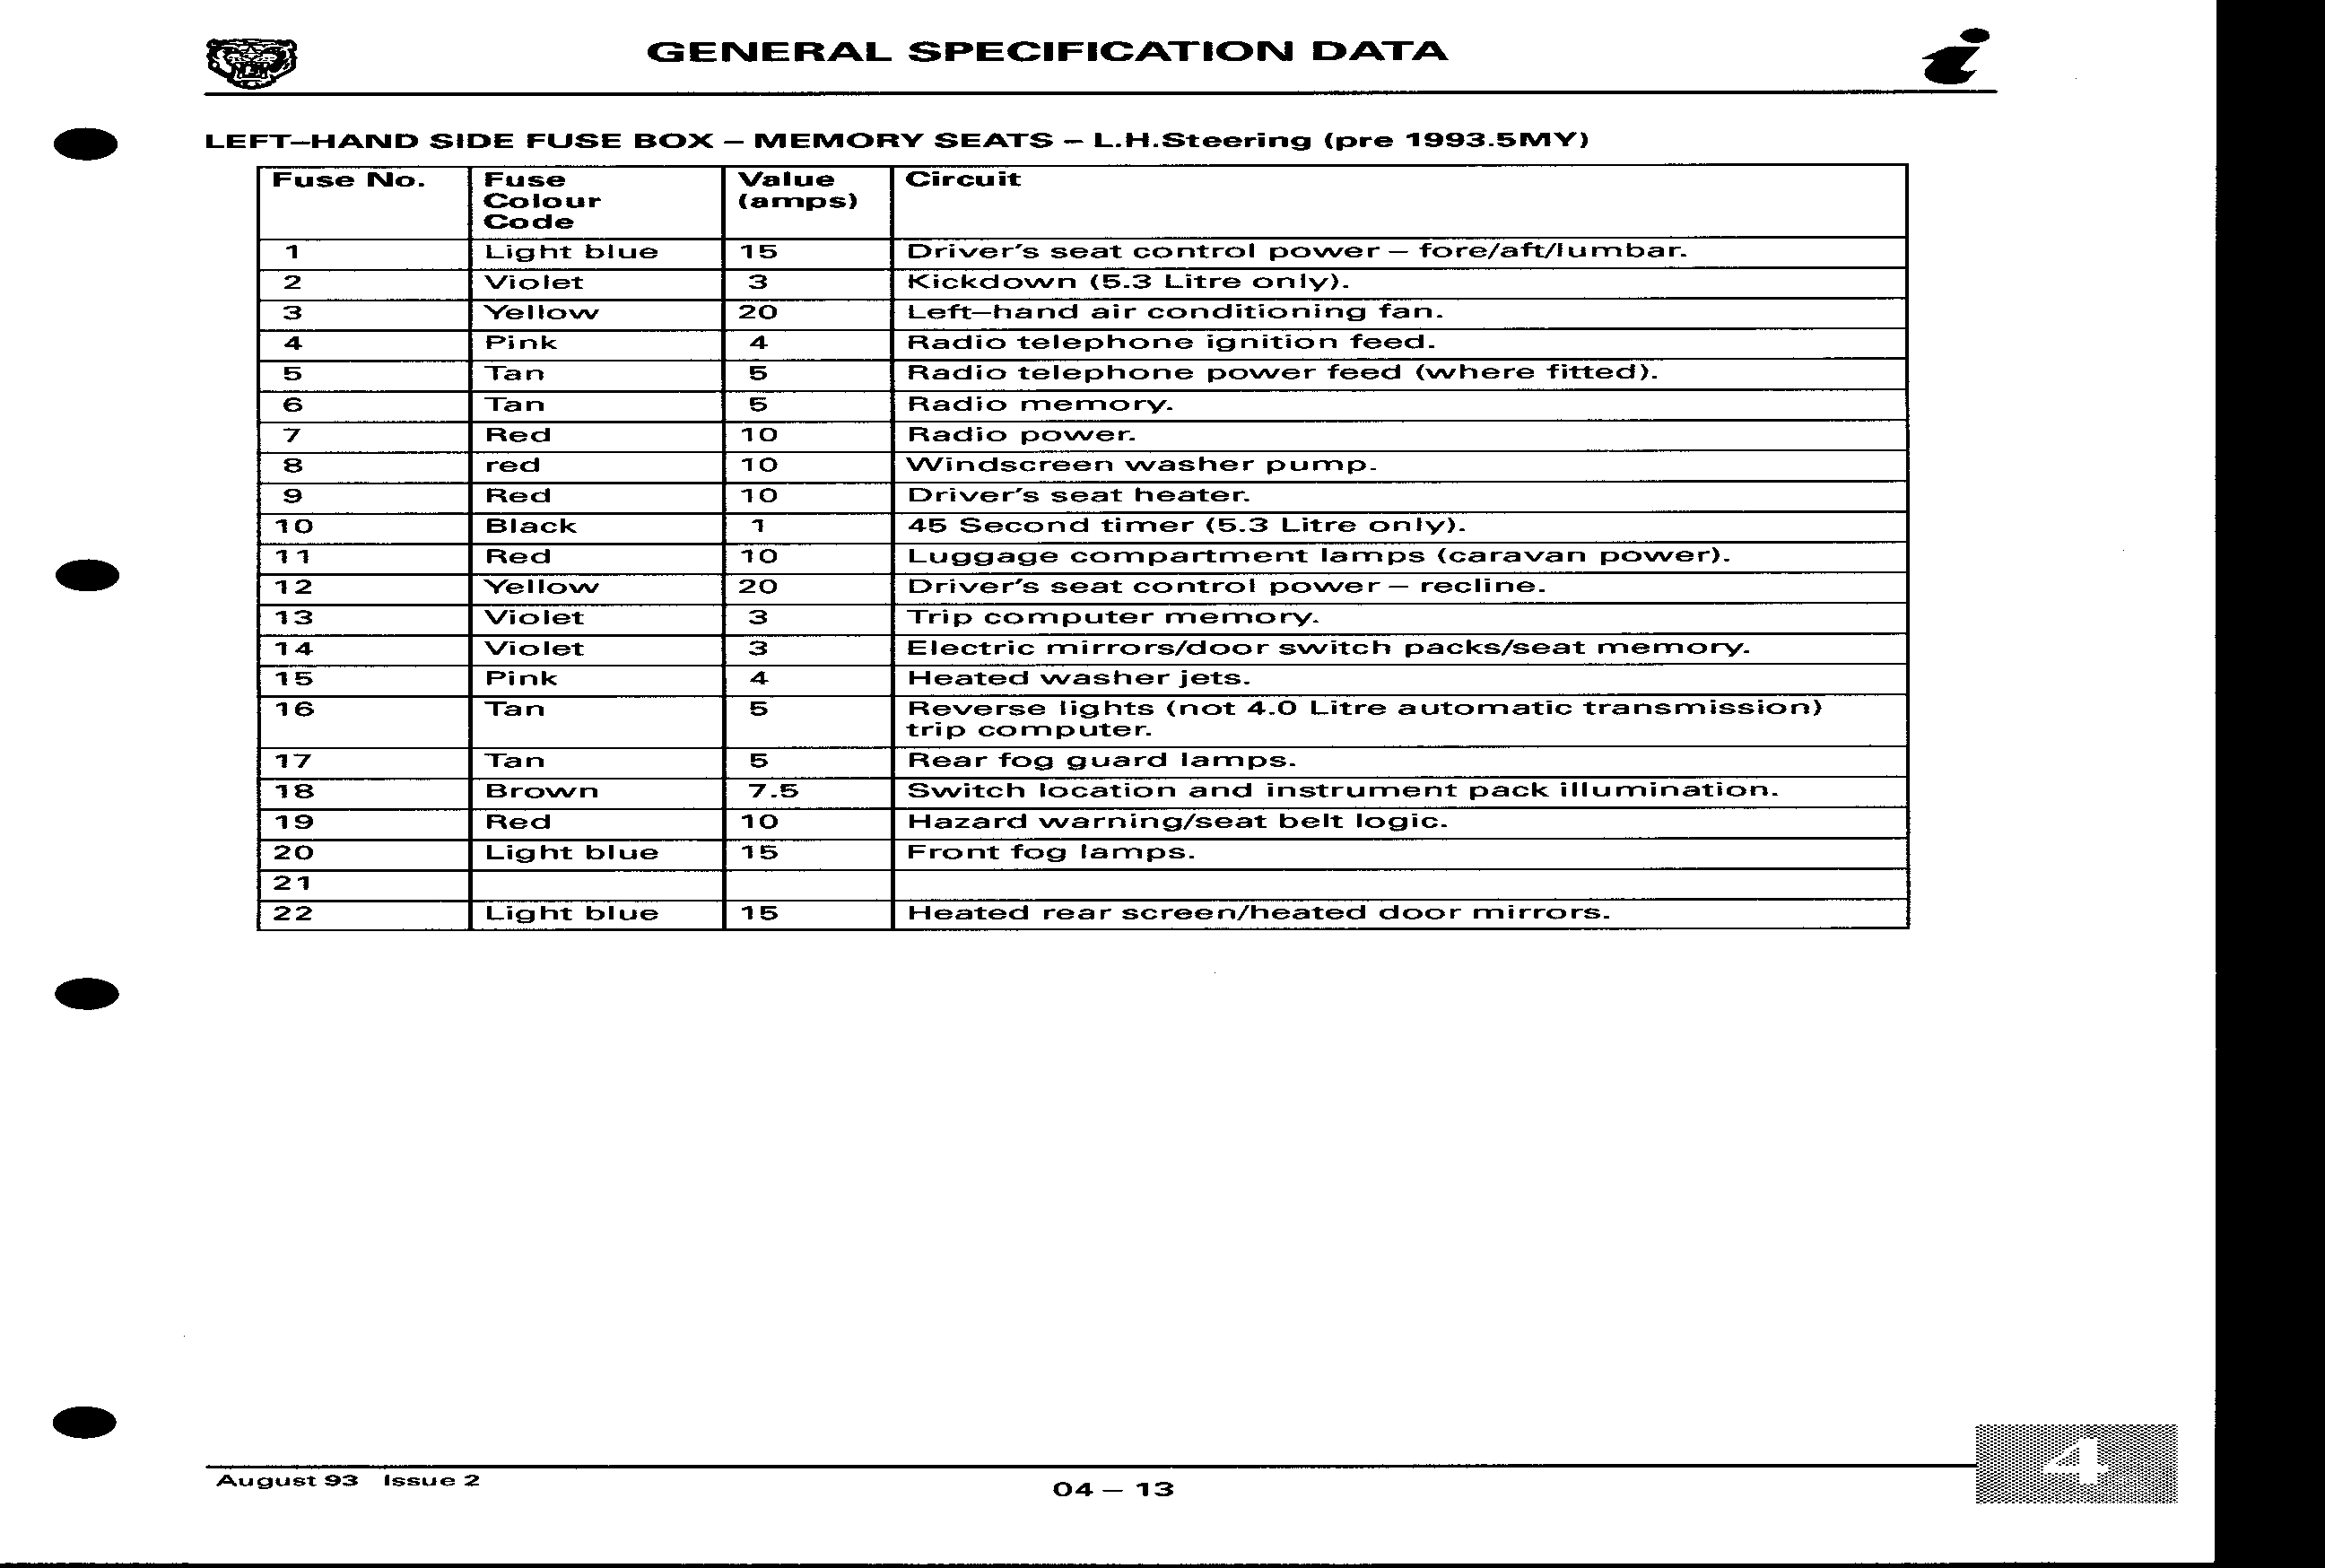 GENERAL SPECIFICATION DATA
LEFT–HAND SIDE FUSE BOX – MEMORY SEATS – L.H.Steering (pre 1993.5MY)
Fuse No. Fuse Colour Code Value (amps) Circuit
1 Light blue 15 Driver's seat control power – fore/aft/lumbar.
2 Violet 3 Kickdown (5.3 Litre only).
3 Yellow 20 Left–hand air conditioning fan.
4 Pink 4 Radio telephone ignition feed.
5 Tan 5 Radio telephone power feed (where fitted).
6 Tan 5 Radio memory.
7 Red 10 Radio power.
8 red 10 Windscreen washer pump.
9 Red 10 Driver's seat heater.
10 Black 1 45 Second timer (5.3 Litre only).
11 Red 10 Luggage compartment lamps (caravan power).
12 Yellow 20 Driver's seat control power – recline.
13 Violet 3 Trip computer memory.
14 Violet 3 Electric mirrors/door switch packs/seat memory.
15 Pink 4 Heated washer jets.
16 Tan 5 Reverse lights (not 4.0 Litre automatic transmission)
trip computer.
17 Tan 5 Rear fog guard lamps.
18 Brown 7.5 Switch location and instrument pack illumination.
19 Red 10 Hazard warning/seat belt logic.
20 Light blue 15 Front fog lamps.
21
22 Light blue 15 Heated rear screen/heated door mirrors.
August 93 Issue 2
04 – 13
4